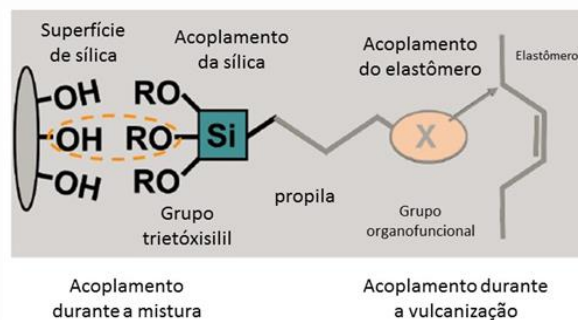 Superfície
de sílica
Acoplamento
da sílica
Acoplamento
do elastômero
Elastômero
OH
OH
OH
RO
RO
RO
Si
X
propila
Grupo
trietóxisilil
Grupo
organofuncional
Acoplamento
durante a mistura
Acoplamento durante
a vulcanização